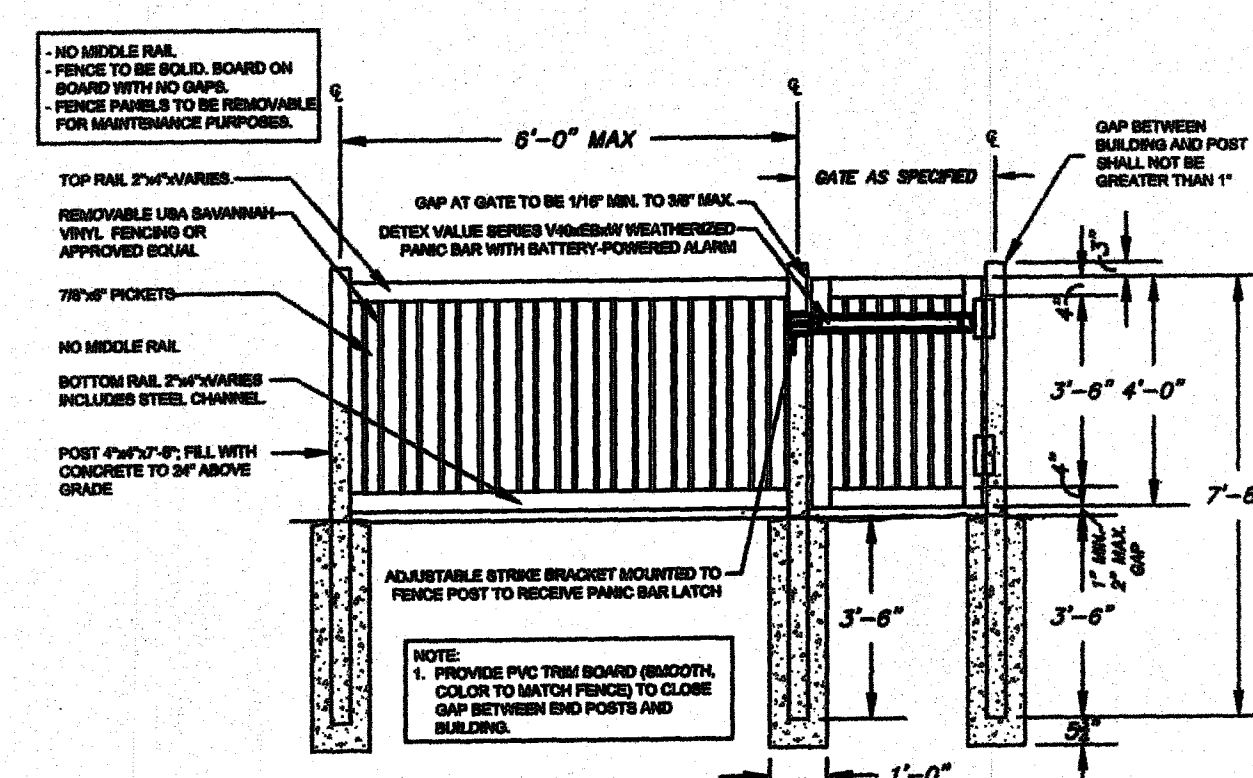 - NO MIDDLE RAIL
- FENCE TO BE SOLID. BOARD ON
BOARD WITH NO GAPS.
- FENCE PANELS TO BE REMOVABLE
FOR MAINTENANCE PURPOSES.
℄
℄
℄
6'-0" MAX
GATE AS SPECIFIED
GAP BETWEEN
BUILDING AND POST
SHALL NOT BE
GREATER THAN 1"
TOP RAIL 2"x4"xVARIES.
GAP AT GATE TO BE 1/16" MIN. TO 3/8" MAX.
REMOVABLE USA SAVANNAH
VINYL FENCING OR
APPROVED EQUAL
DETEX VALUE SERIES V40xEBxW WEATHERIZED
PANIC BAR WITH BATTERY-POWERED ALARM
7/8"x6" PICKETS
NO MIDDLE RAIL
BOTTOM RAIL 2"x4"xVARIES
INCLUDES STEEL CHANNEL
POST 4"x4"x7'-6"; FILL WITH
CONCRETE TO 24" ABOVE
GRADE
3"
4"
3'-6"
4'-0"
4"
1" MIN.
2" MAX.
GAP
ADJUSTABLE STRIKE BRACKET MOUNTED TO
FENCE POST TO RECEIVE PANIC BAR LATCH
3'-6"
3'-6"
NOTE:
1. PROVIDE PVC TRIM BOARD (SMOOTH,
COLOR TO MATCH FENCE) TO CLOSE
GAP BETWEEN END POSTS AND
BUILDING.
1'-0"